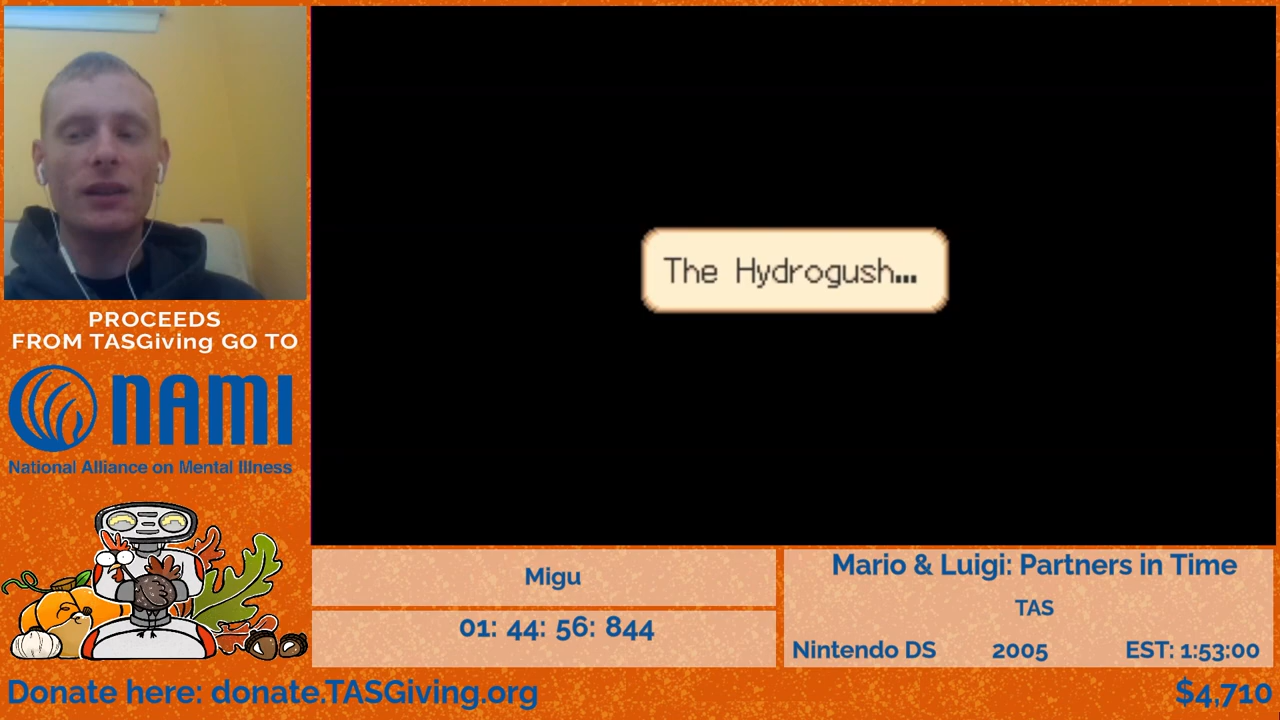 The Hydrogush...
PROCEEDS
FROM TASGiving GO TO
NAMI
National Alliance on Mental Illness
Migu
01: 44: 56: 844
Mario & Luigi: Partners in Time
TAS
Nintendo DS 2005 EST: 1:53:00
Donate here: donate.TASGiving.org
$4,710